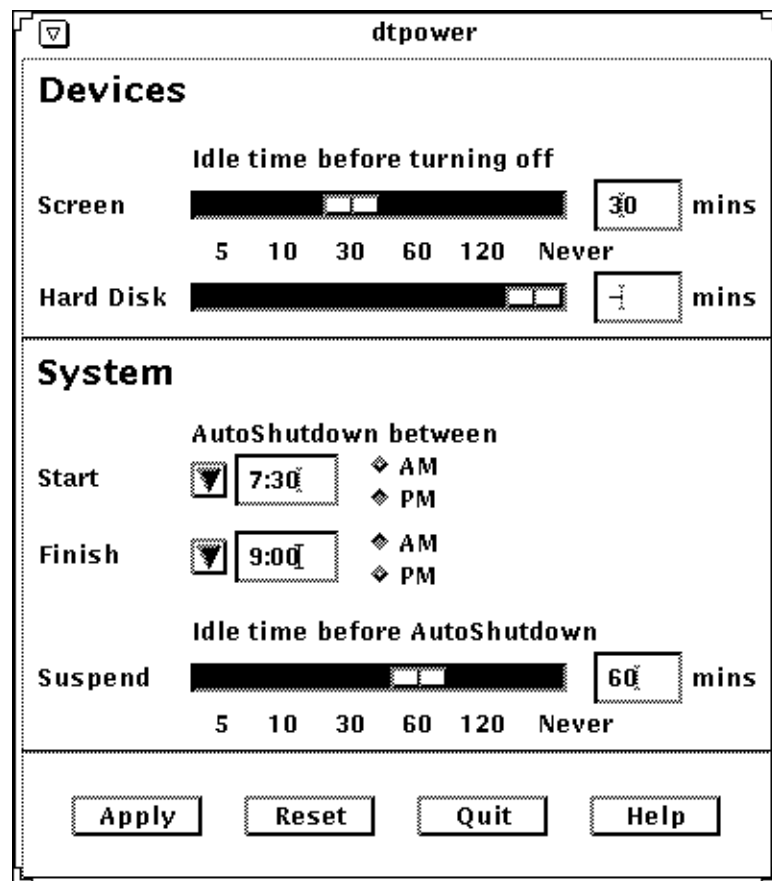 dtpower
Devices
Idle time before turning off
Screen 30 mins
5 10 30 60 120 Never
Hard Disk – mins
System
AutoShutdown between
Start 7:30 AM
PM
Finish 9:00 AM
PM
Idle time before AutoShutdown
Suspend 60 mins
5 10 30 60 120 Never
Apply Reset Quit Help